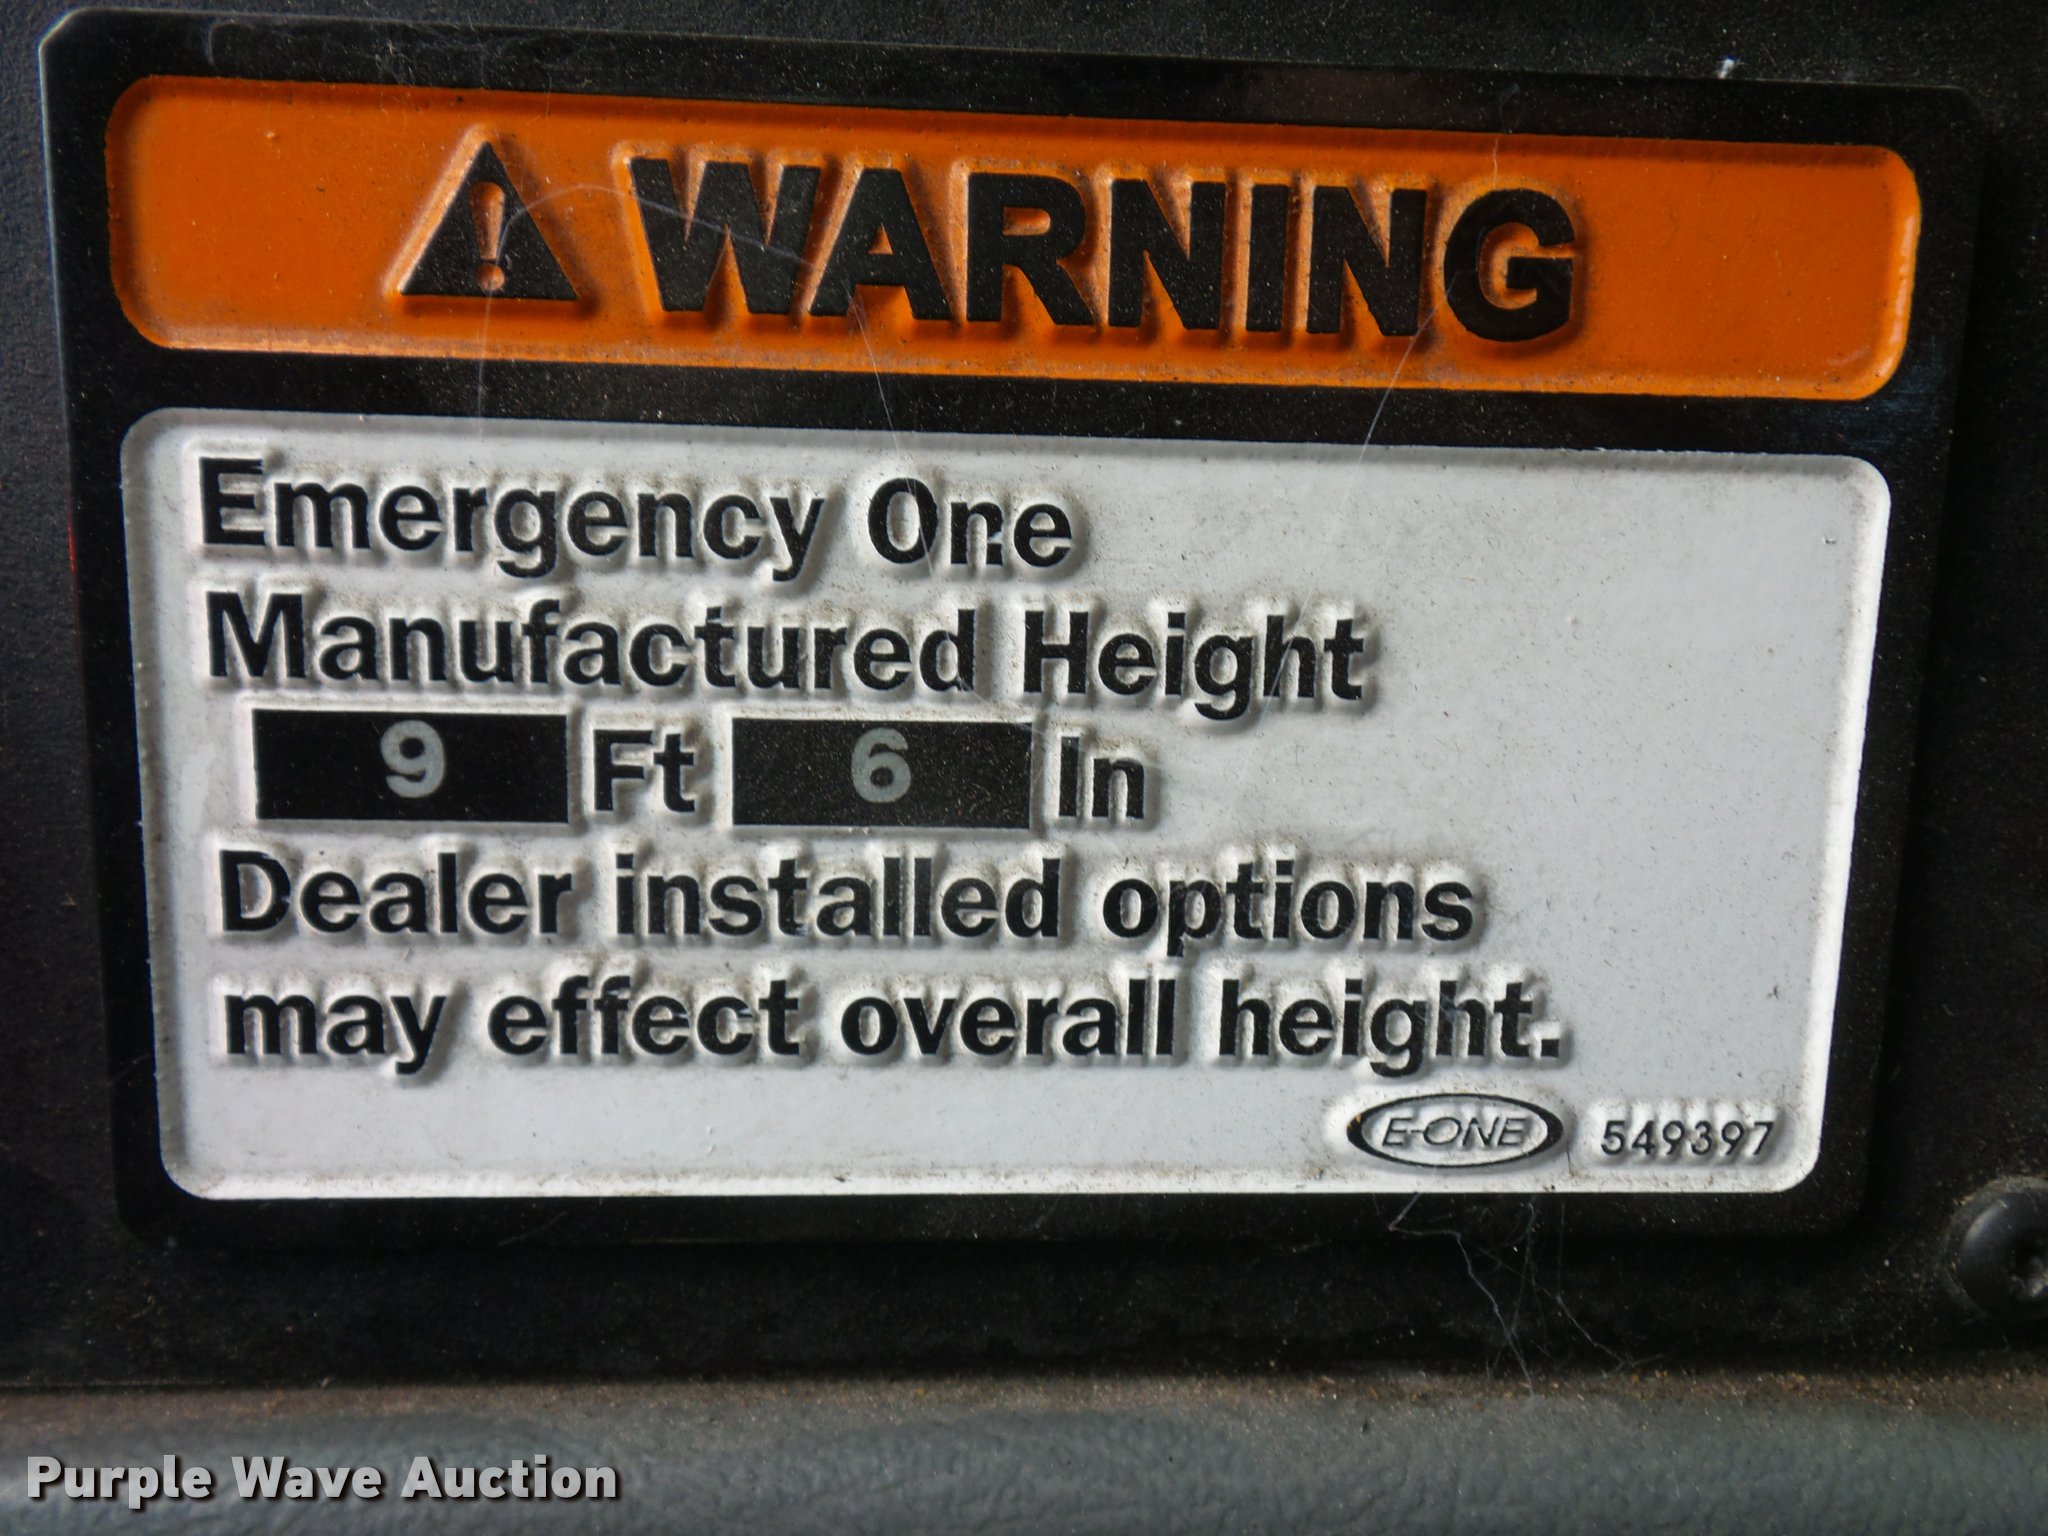 WARNING
Emergency One
Manufactured Height
9 Ft 6 In
Dealer installed options
may effect overall height.
E-ONE 549397
Purple Wave Auction